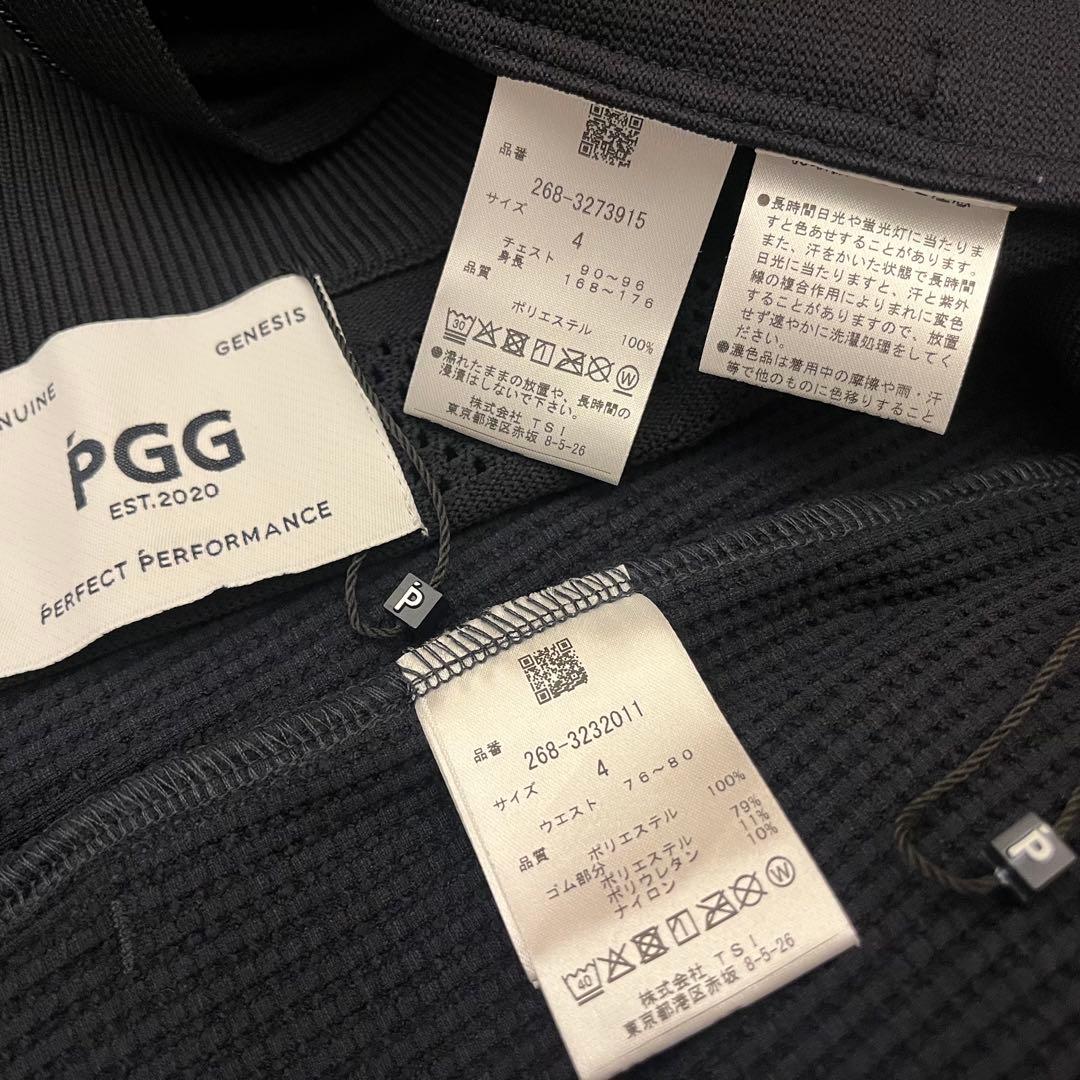 GENUINE
GENESIS
PGG
EST.2020
PERFECT PERFORMANCE
品番
268-3273915
サイズ
4
チェスト 90~96
身長 168~176
品質
ポリエステル 100%
30
W
●濡れたままの放置や、長時間の
浸漬はしないで下さい。
株式会社 TSI
東京都港区赤坂 8-5-26
●長時間日光や蛍光灯に当たりま
すと色あせすることがあります。
また、汗をかいた状態で長時間
日光に当たりますと、汗と紫外
線の複合作用によりまれに変色
することがありますので、放置
せず速やかに洗濯処理をしてく
ださい。
●濃色品は着用中の摩擦や雨・汗
等で他のものに色移りすること
P
品番
268-3232011
サイズ 4
ウエスト 76~80
品質 ポリエステル 100%
ゴム部分 ポリエステル 79%
ポリウレタン 11%
ナイロン 10%
40
W
株式会社 TSI
東京都港区赤坂 8-5-26
P